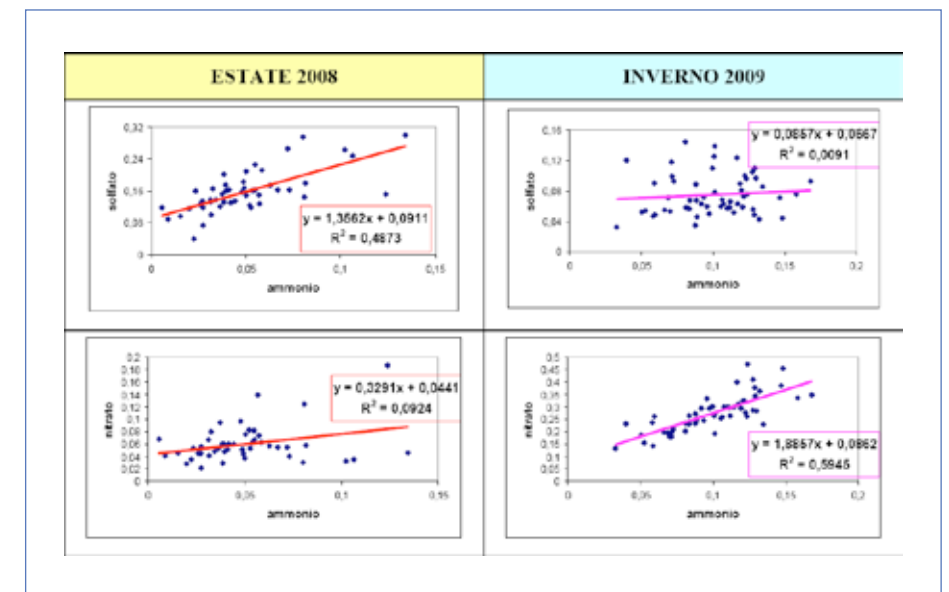 ESTATE 2008
INVERNO 2009
0,32
0,24
0,16
0,08
0
solfato
y = 1,3562x + 0,0911
R² = 0,4873
0 0,05 0,1 0,15
ammonio
0,16
0,12
0,08
0,04
0
solfato
y = 0,0857x + 0,0667
R² = 0,0091
0 0,05 0,1 0,15 0,2
ammonio
0,2
0,18
0,16
0,14
0,12
0,1
0,08
0,06
0,04
0,02
0
nitrato
y = 0,3291x + 0,0441
R² = 0,0924
0 0,05 0,1 0,15
ammonio
0,5
0,45
0,4
0,35
0,3
0,25
0,2
0,15
0,1
0,05
0
nitrato
y = 1,8857x + 0,0862
R² = 0,5945
0 0,05 0,1 0,15 0,2
ammonio